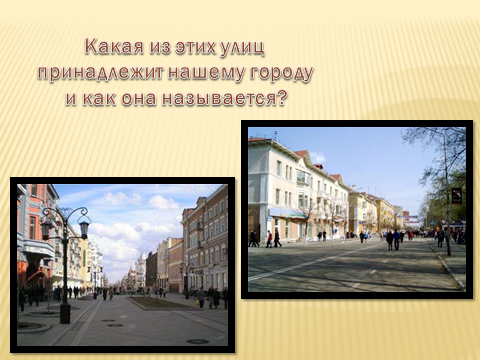 Какая из этих улиц
принадлежит нашему городу
и как она называется?